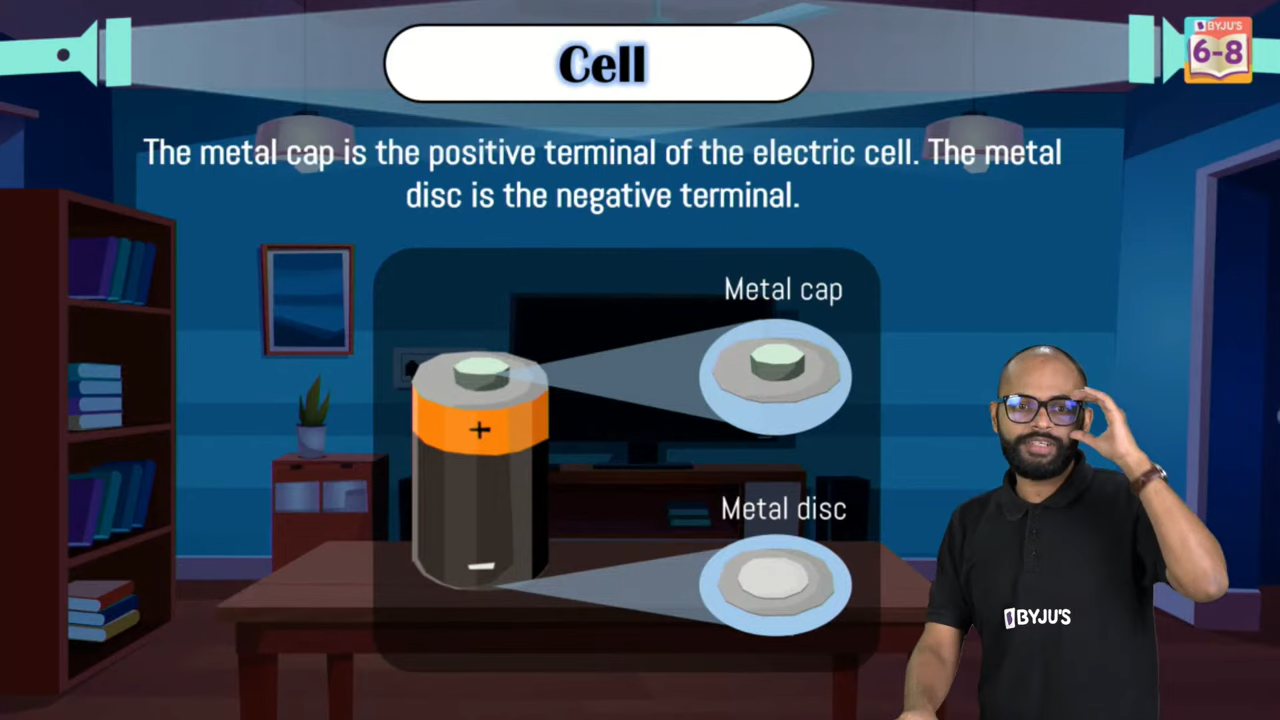 Cell
BYJU'S
6-8
The metal cap is the positive terminal of the electric cell. The metal
disc is the negative terminal.
Metal cap
+
Metal disc
-
BYJU'S